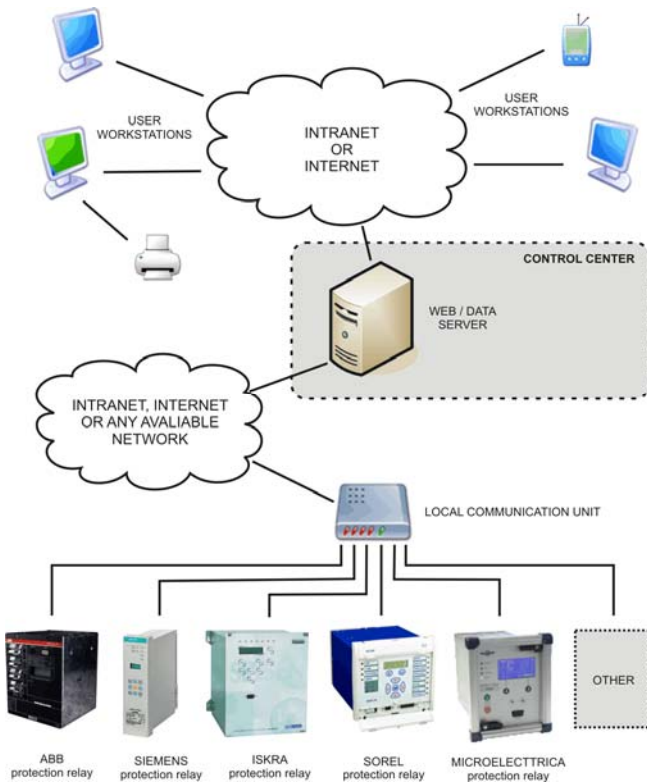 USER
WORKSTATIONS
USER
WORKSTATIONS
INTRANET
OR
INTERNET
CONTROL CENTER
WEB / DATA
SERVER
INTRANET, INTERNET
OR ANY AVALIABLE
NETWORK
LOCAL COMMUNICATION UNIT
OTHER
ABB
protection relay
SIEMENS
protection relay
ISKRA
protection relay
SOREL
protection relay
MICROELECTTRICA
protection relay